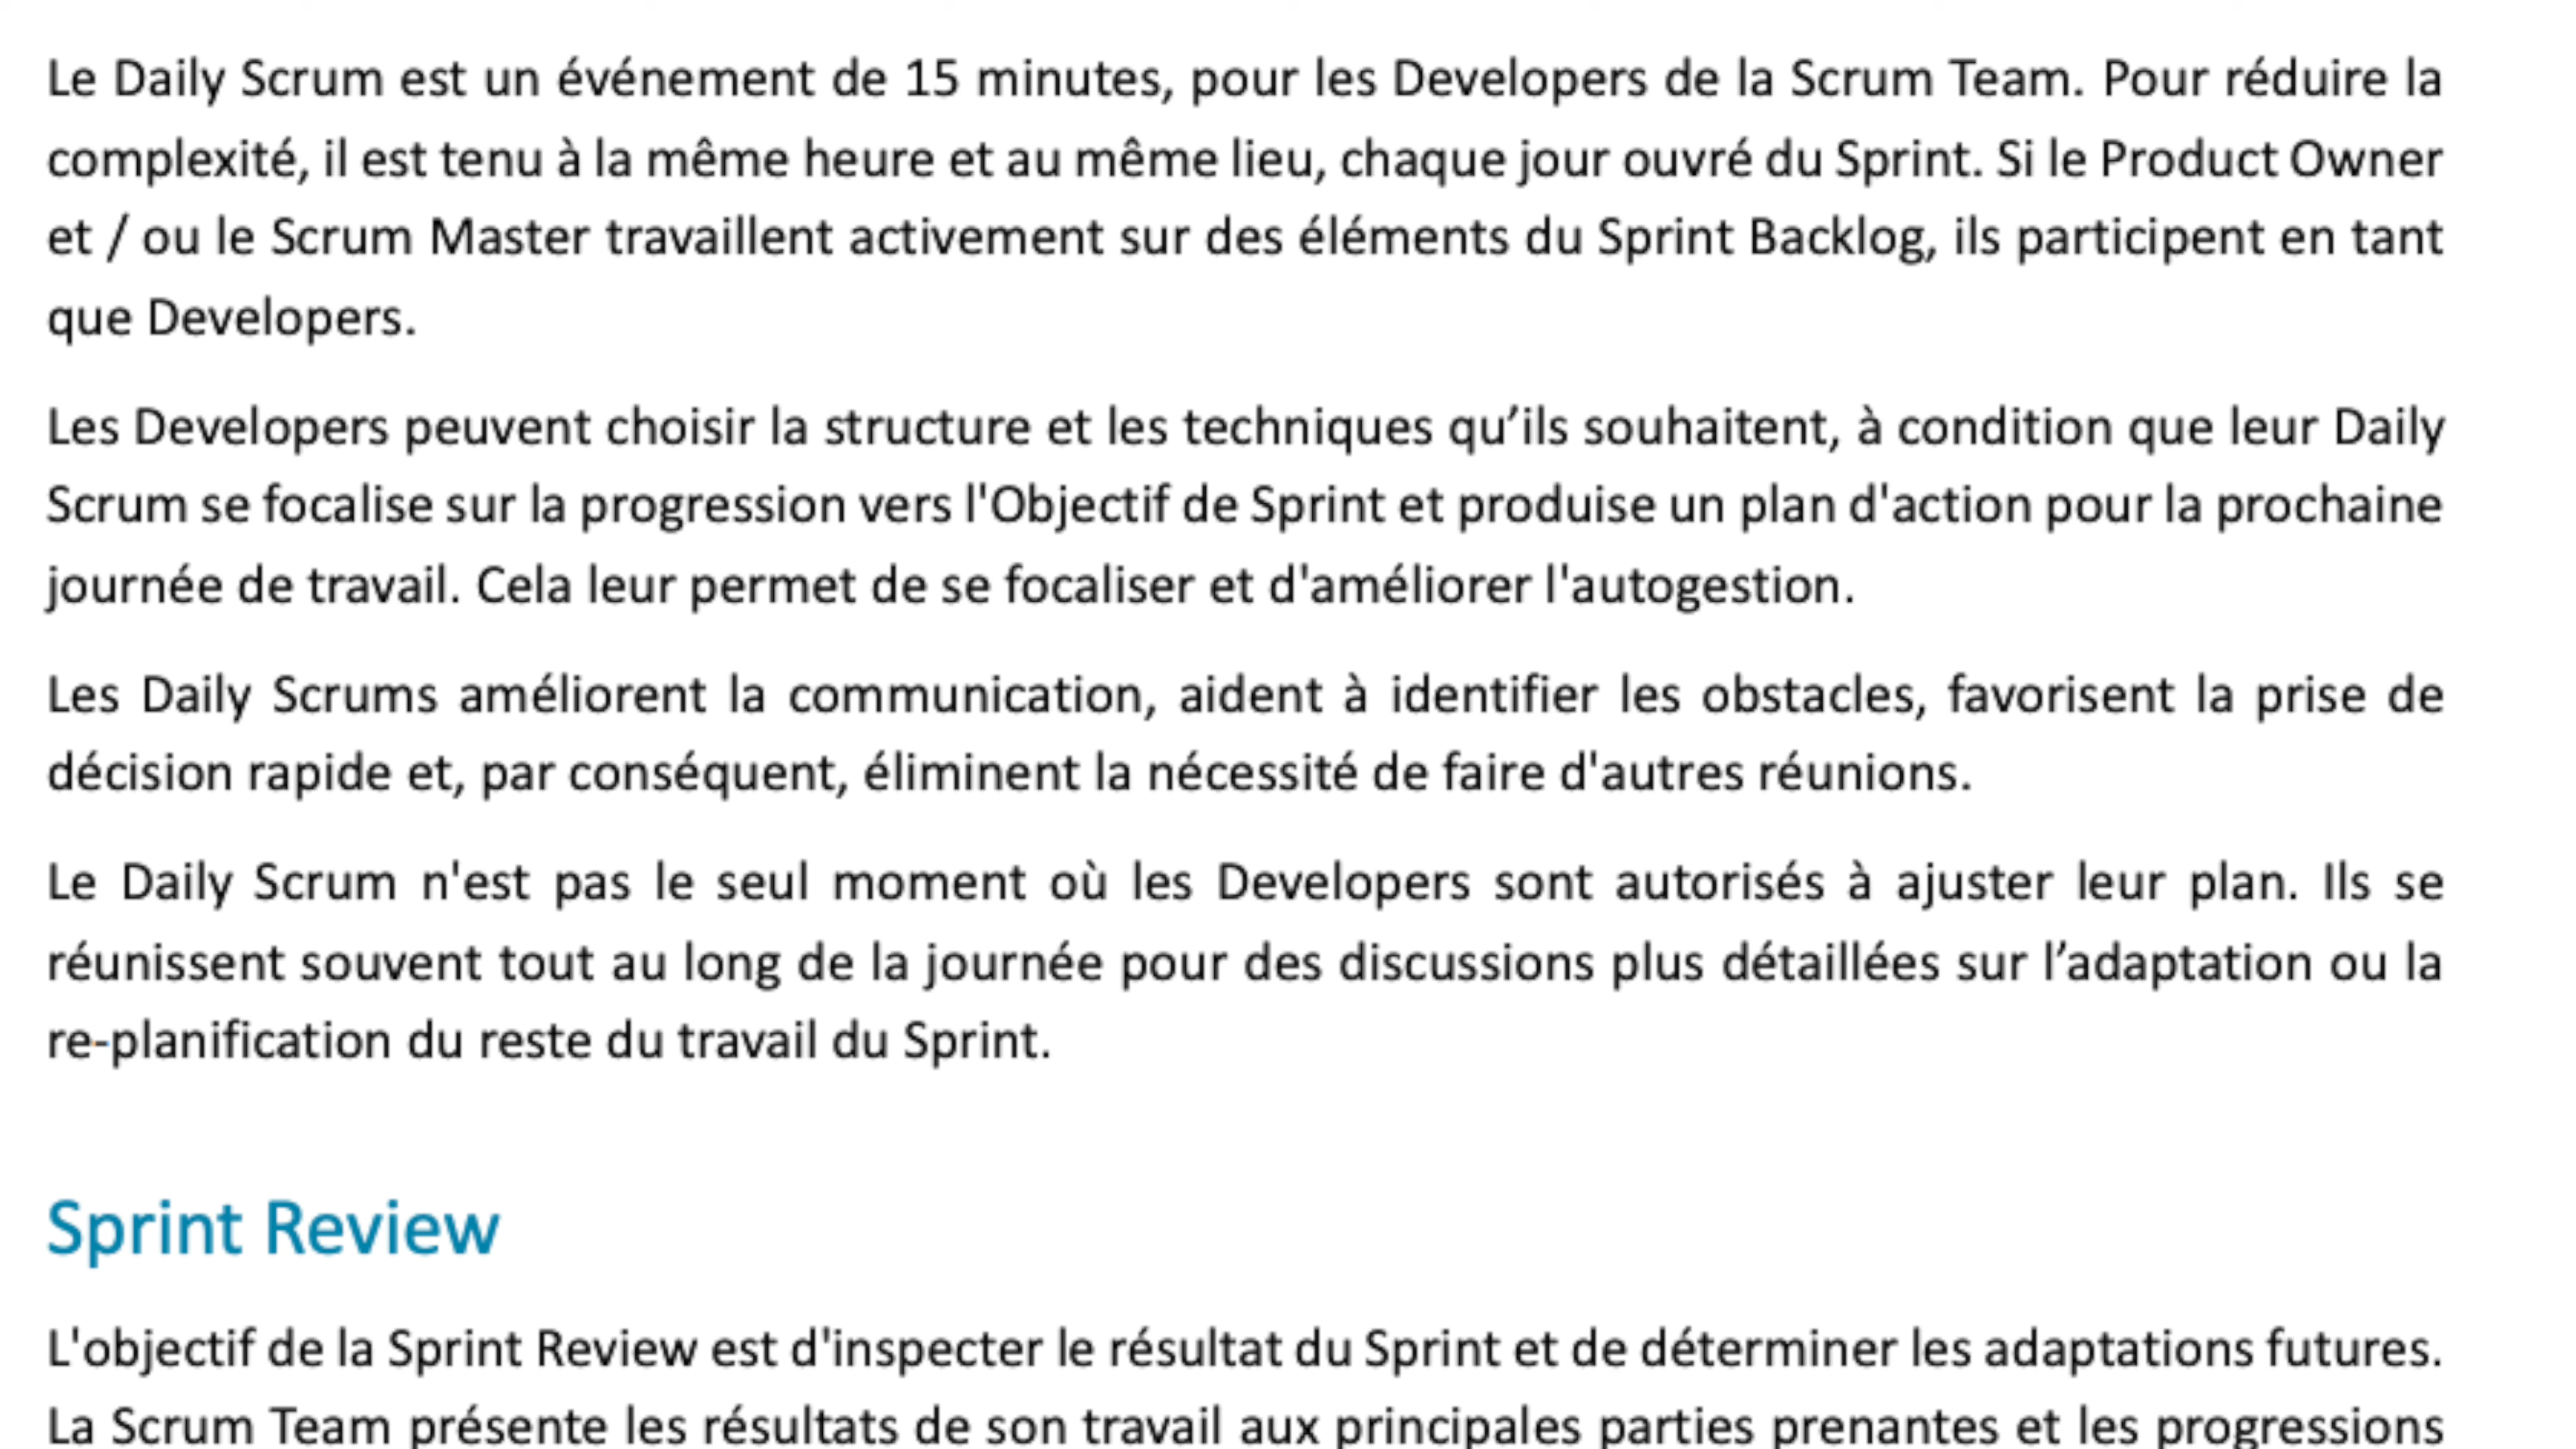 Le Daily Scrum est un événement de 15 minutes, pour les Developers de la Scrum Team. Pour réduire la
complexité, il est tenu à la même heure et au même lieu, chaque jour ouvré du Sprint. Si le Product Owner
et / ou le Scrum Master travaillent activement sur des éléments du Sprint Backlog, ils participent en tant
que Developers.
Les Developers peuvent choisir la structure et les techniques qu’ils souhaitent, à condition que leur Daily
Scrum se focalise sur la progression vers l'Objectif de Sprint et produise un plan d'action pour la prochaine
journée de travail. Cela leur permet de se focaliser et d'améliorer l'autogestion.
Les Daily Scrums améliorent la communication, aident à identifier les obstacles, favorisent la prise de
décision rapide et, par conséquent, éliminent la nécessité de faire d'autres réunions.
Le Daily Scrum n'est pas le seul moment où les Developers sont autorisés à ajuster leur plan. Ils se
réunissent souvent tout au long de la journée pour des discussions plus détaillées sur l’adaptation ou la
re-planification du reste du travail du Sprint.
Sprint Review
L'objectif de la Sprint Review est d'inspecter le résultat du Sprint et de déterminer les adaptations futures.
La Scrum Team présente les résultats de son travail aux principales parties prenantes et les progressions